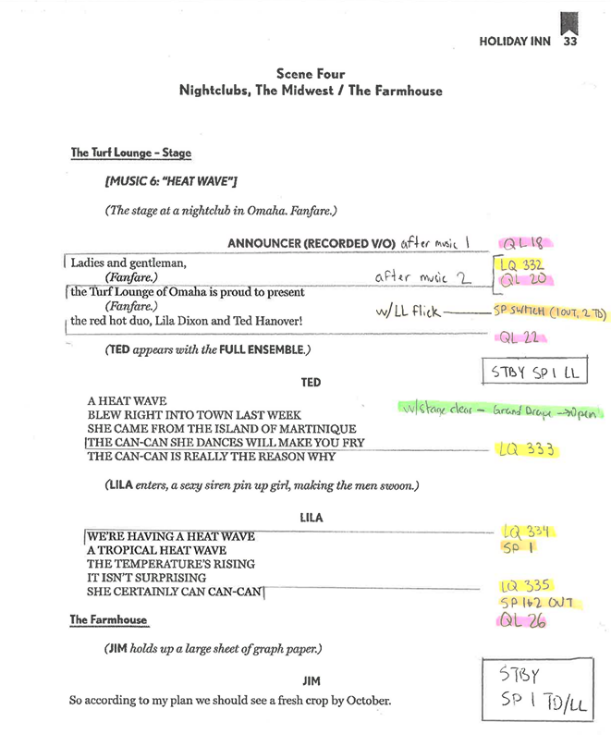 HOLIDAY INN 33
Scene Four
Nightclubs, The Midwest / The Farmhouse
The Turf Lounge – Stage
[MUSIC 6: "HEAT WAVE"]
(The stage at a nightclub in Omaha. Fanfare.)
ANNOUNCER (RECORDED V/O) after music 1 QL 18
Ladies and gentleman, LQ 332
(Fanfare.) after music 2 QL 20
the Turf Lounge of Omaha is proud to present
(Fanfare.) w/LL flick SP SWITCH (1 OUT, 2 TD)
the red hot duo, Lila Dixon and Ted Hanover!
QL 22
(TED appears with the FULL ENSEMBLE.)
STBY SP 1 LL
TED
A HEAT WAVE
w/stage clear – Grand Drape → Open
BLEW RIGHT INTO TOWN LAST WEEK
SHE CAME FROM THE ISLAND OF MARTINIQUE
THE CAN-CAN SHE DANCES WILL MAKE YOU FRY
THE CAN-CAN IS REALLY THE REASON WHY LQ 333
(LILA enters, a sexy siren pin up girl, making the men swoon.)
LILA
WE'RE HAVING A HEAT WAVE LQ 334
A TROPICAL HEAT WAVE SP 1
THE TEMPERATURE'S RISING
IT ISN'T SURPRISING
SHE CERTAINLY CAN CAN-CAN LQ 335
SP 1+2 OUT
The Farmhouse QL 26
(JIM holds up a large sheet of graph paper.)
STBY
SP 1 TD/LL
JIM
So according to my plan we should see a fresh crop by October.